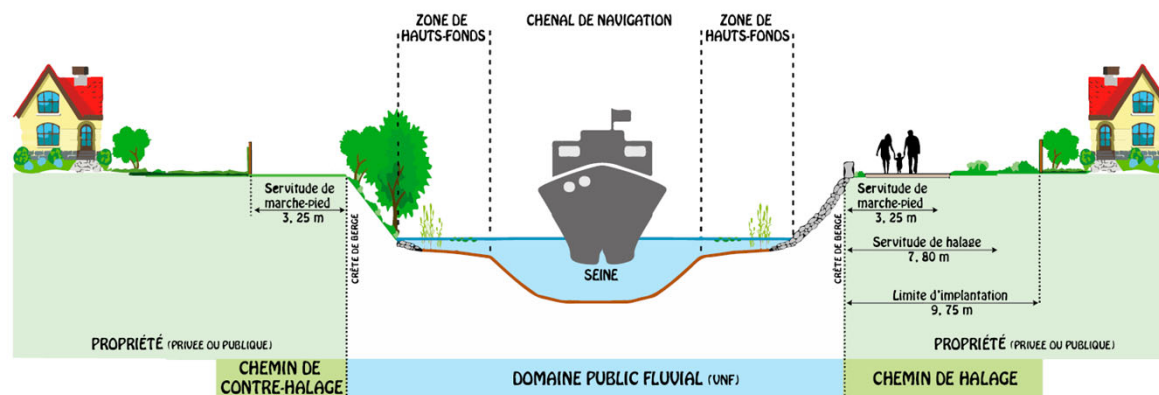 ZONE DE
HAUTS-FONDS
CHENAL DE NAVIGATION
ZONE DE
HAUTS-FONDS
Servitude de
marche-pied
3, 25 m
CRÊTE DE BERGE
SEINE
CRÊTE DE BERGE
Servitude de
marche-pied
3, 25 m
Servitude de halage
7, 80 m
Limite d'implantation
9, 75 m
PROPRIÉTÉ (PRIVEE OU PUBLIQUE)
PROPRIÉTÉ (PRIVEE OU PUBLIQUE)
CHEMIN DE
CONTRE-HALAGE
DOMAINE PUBLIC FLUVIAL (VNF)
CHEMIN DE HALAGE